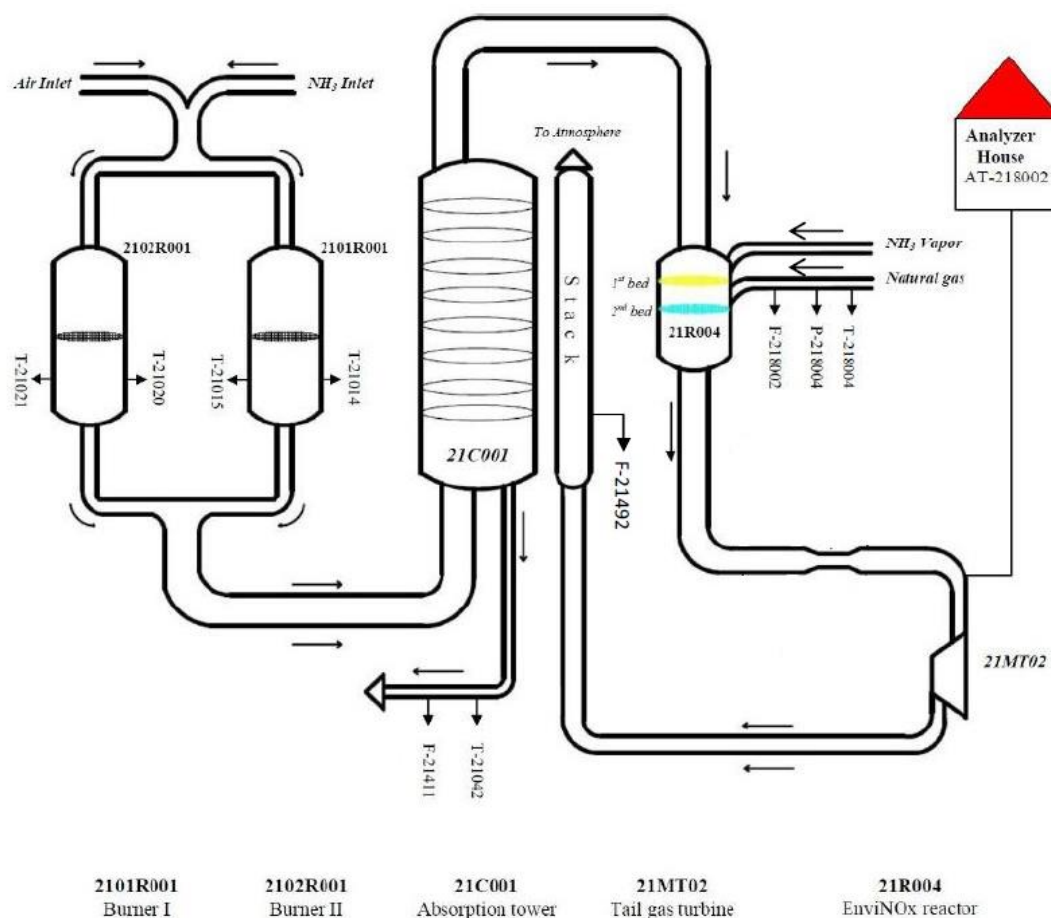 Air Inlet
NH₃ Inlet
To Atmosphere
Analyzer
House
AT-218002
2102R001
2101R001
NH₃ Vapor
Natural gas
1st bed
2nd bed
21R004
Stack
T-21021
T-21020
T-21015
T-21014
F-218002
P-218004
T-218004
21C001
F-21492
21MT02
F-21411
T-21042
2101R001
Burner I
2102R001
Burner II
21C001
Absorption tower
21MT02
Tail gas turbine
21R004
EnviNOx reactor